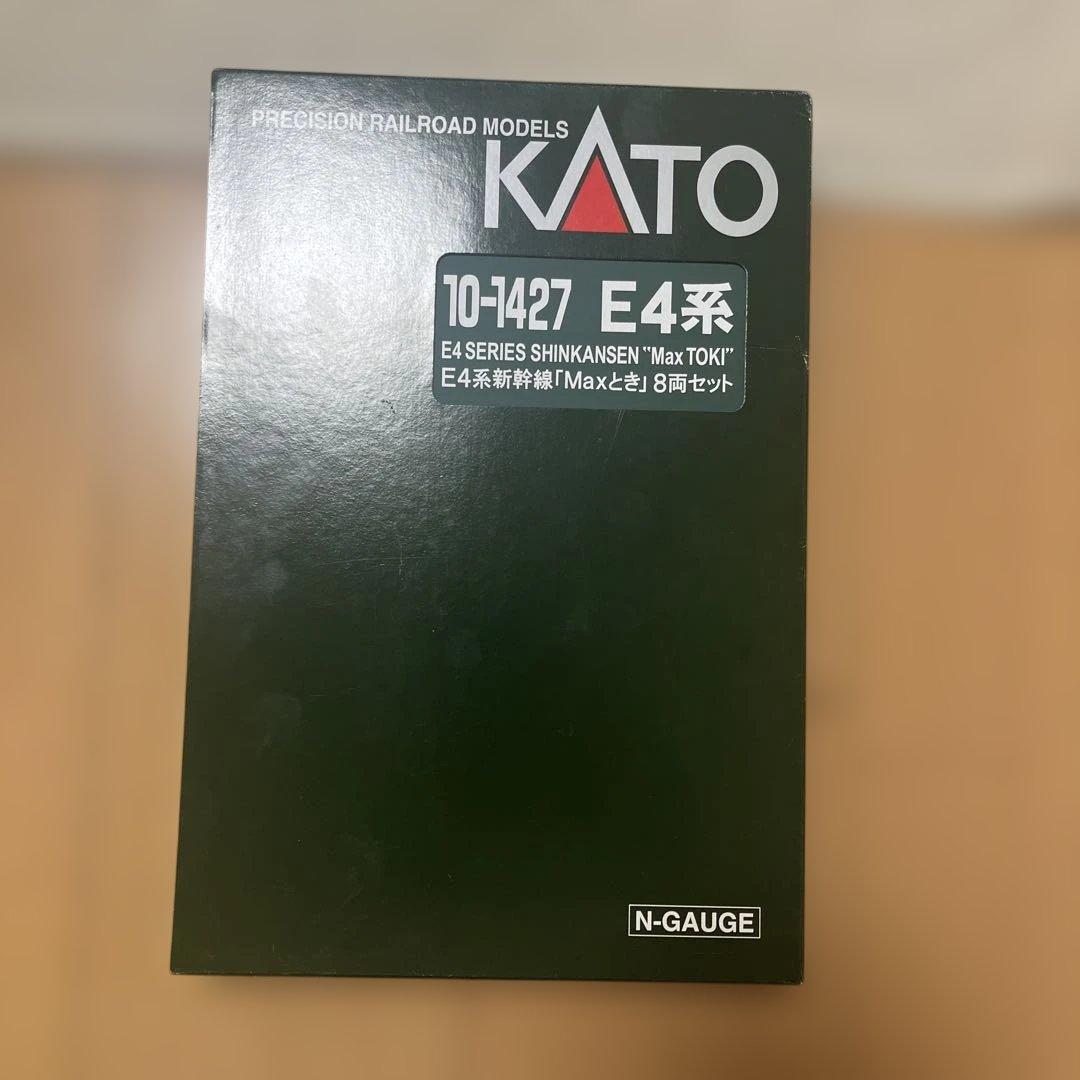 PRECISION RAILROAD MODELS
KATO
10-1427 E4系
E4 SERIES SHINKANSEN "Max TOKI"
E4系新幹線「Maxとき」8両セット
N-GAUGE